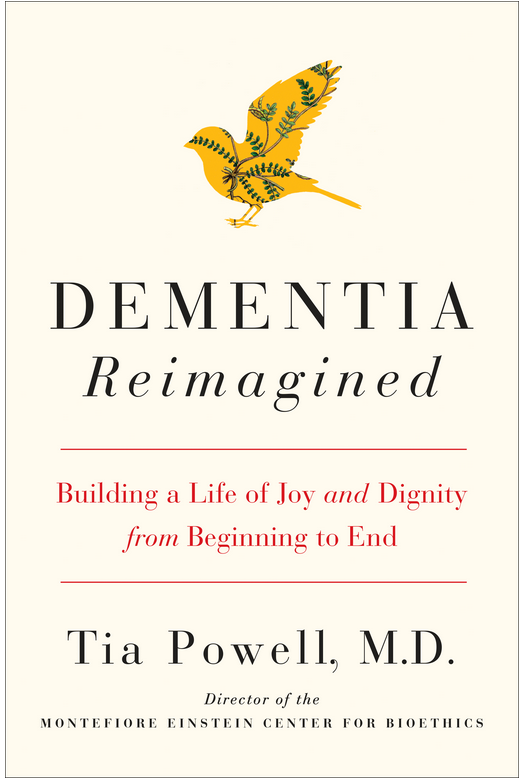 DEMENTIA
Reimagined
Building a Life of Joy and Dignity
from Beginning to End
Tia Powell, M.D.
Director of the
MONTEFIORE EINSTEIN CENTER FOR BIOETHICS